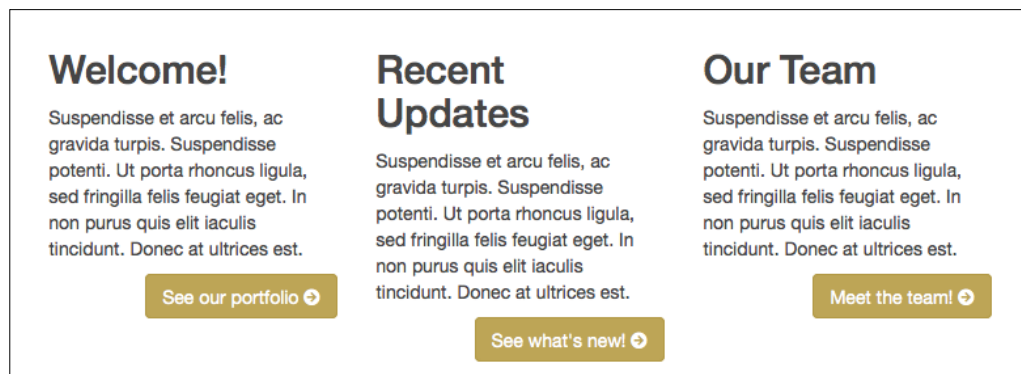 Welcome!
Suspendisse et arcu felis, ac
gravida turpis. Suspendisse
potenti. Ut porta rhoncus ligula,
sed fringilla felis feugiat eget. In
non purus quis elit iaculis
tincidunt. Donec at ultrices est.
See our portfolio
Recent
Updates
Suspendisse et arcu felis, ac
gravida turpis. Suspendisse
potenti. Ut porta rhoncus ligula,
sed fringilla felis feugiat eget. In
non purus quis elit iaculis
tincidunt. Donec at ultrices est.
See what's new!
Our Team
Suspendisse et arcu felis, ac
gravida turpis. Suspendisse
potenti. Ut porta rhoncus ligula,
sed fringilla felis feugiat eget. In
non purus quis elit iaculis
tincidunt. Donec at ultrices est.
Meet the team!